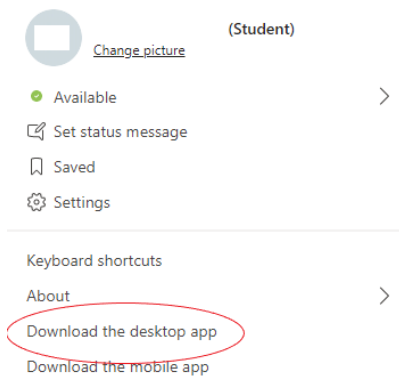 (Student)
Change picture
Available
Set status message
Saved
Settings
Keyboard shortcuts
About
Download the desktop app
Download the mobile app